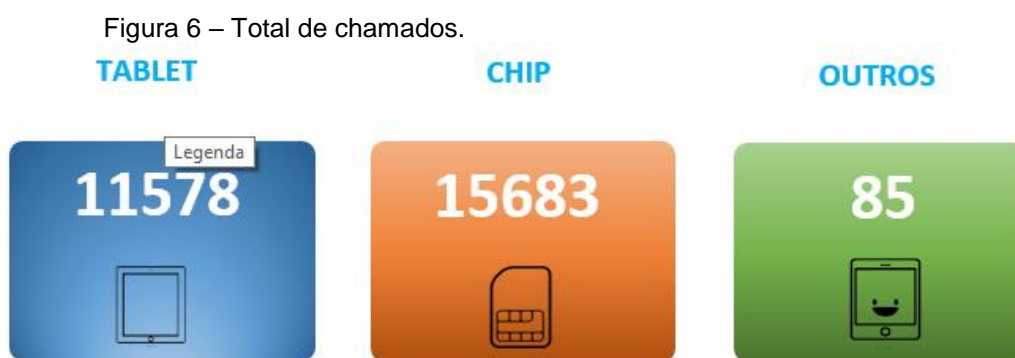 Figura 6 – Total de chamados.
TABLET CHIP OUTROS
Legenda
11578 15683 85